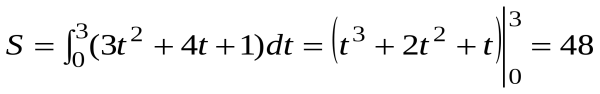 S = ∫₀³(3t² + 4t + 1)dt = (t³ + 2t² + t)|₀³ = 48